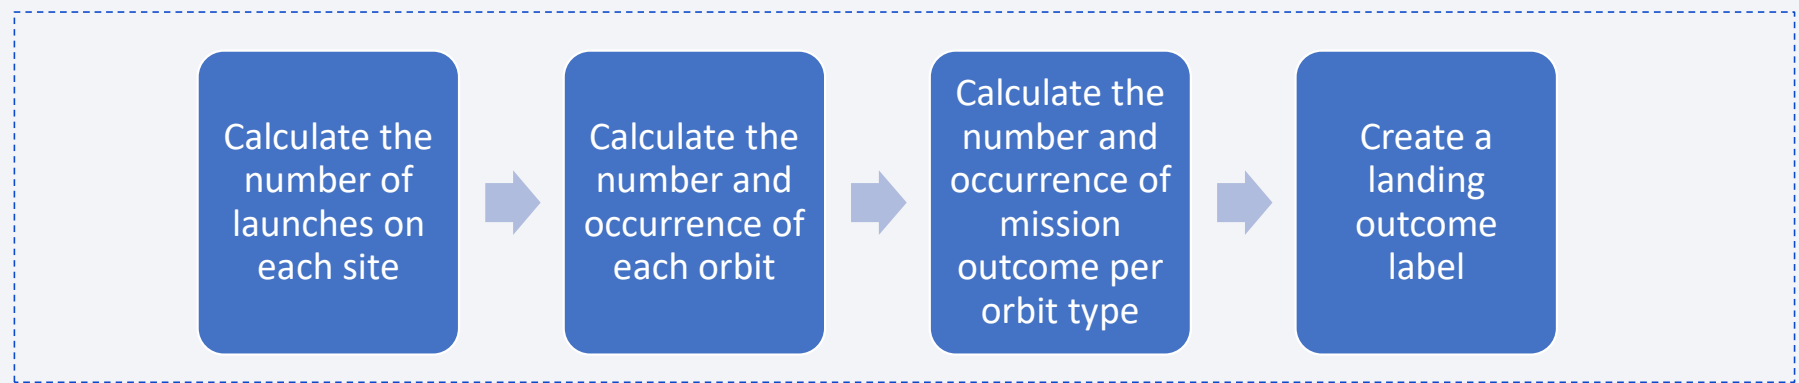 Calculate the
number of
launches on
each site
Calculate the
number and
occurrence of
each orbit
Calculate the
number and
occurrence of
mission
outcome per
orbit type
Create a
landing
outcome
label